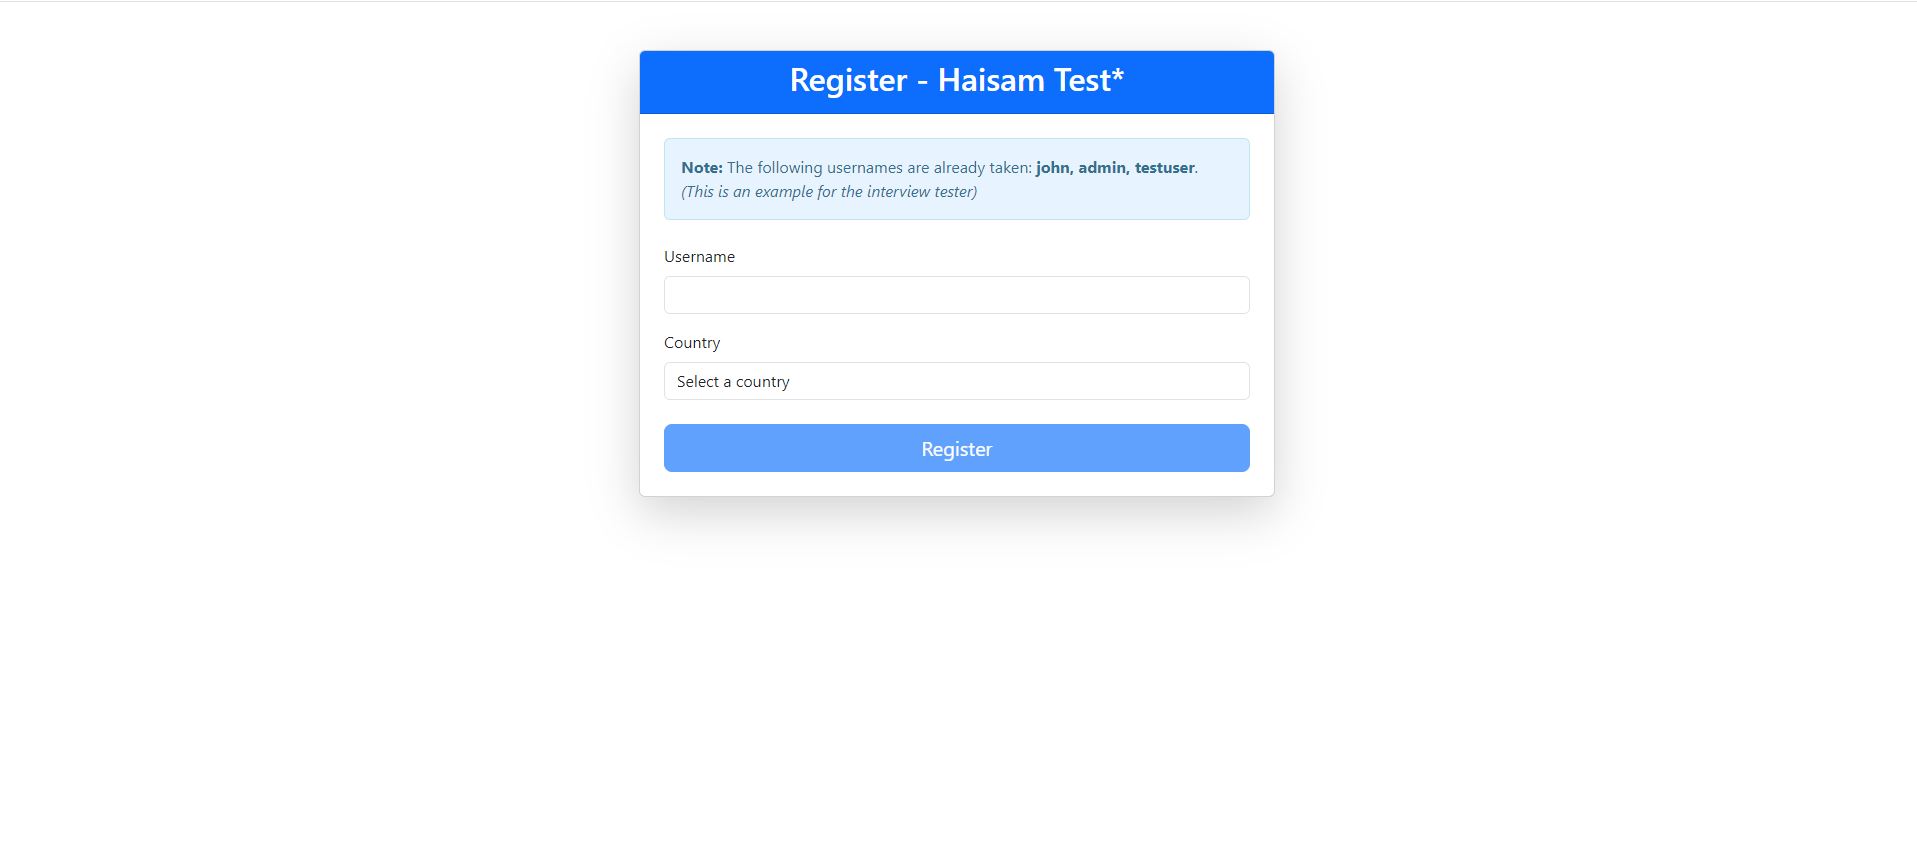 Register - Haisam Test*
Note: The following usernames are already taken: john, admin, testuser.
(This is an example for the interview tester)
Username
Country
Select a country
Register